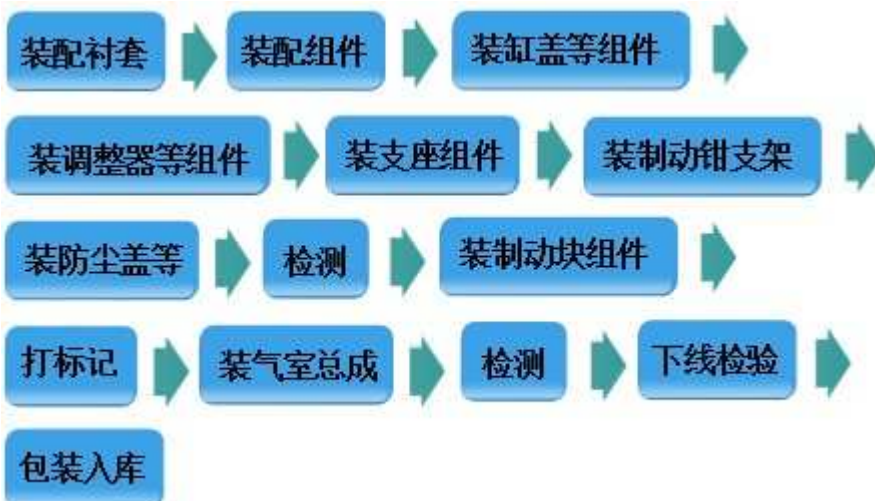 装配衬套 装配组件 装缸盖等组件
装调整器等组件 装支座组件 装制动钳支架
装防尘盖等 检测 装制动块组件
打标记 装气室总成 检测 下线检验
包装入库